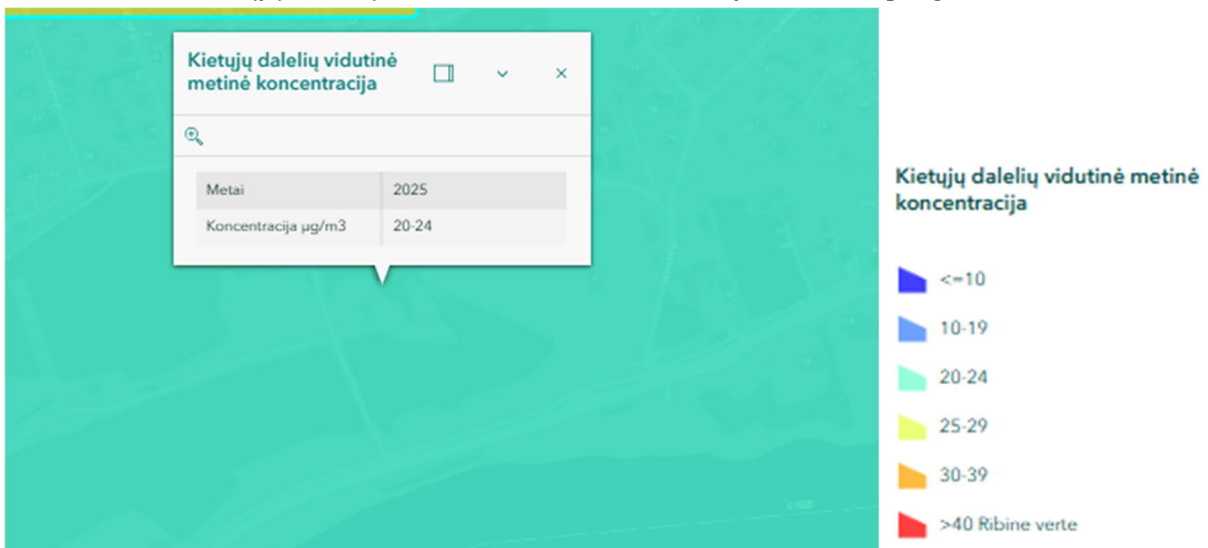 Kietųjų dalelių vidutinė
metinė koncentracija
Metai 2025
Koncentracija µg/m3 20-24
Kietųjų dalelių vidutinė metinė
koncentracija
<=10
10-19
20-24
25-29
30-39
>40 Ribine verte